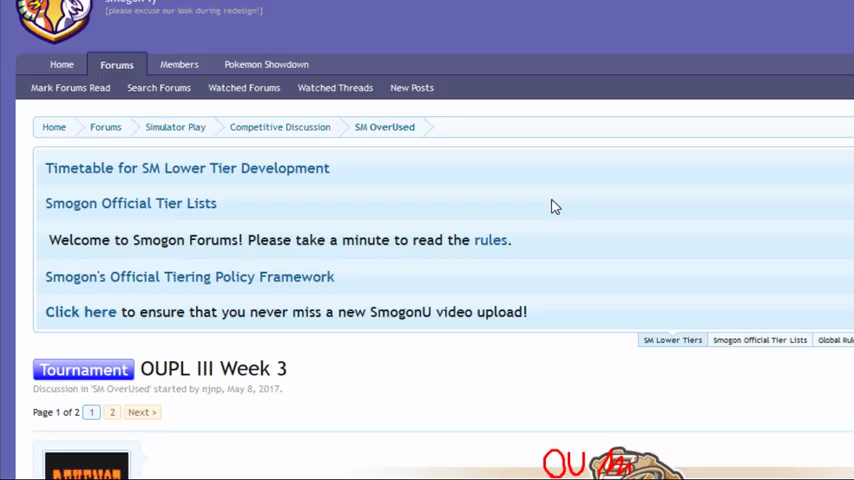 [please excuse our look during redesign!]
Home Forums Members Pokemon Showdown
Mark Forums Read Search Forums Watched Forums Watched Threads New Posts
Home Forums Simulator Play Competitive Discussion SM OverUsed
Timetable for SM Lower Tier Development
Smogon Official Tier Lists
Welcome to Smogon Forums! Please take a minute to read the rules.
Smogon's Official Tiering Policy Framework
Click here to ensure that you never miss a new SmogonU video upload!
SM Lower Tiers Smogon Official Tier Lists Global
Tournament OUPL III Week 3
Discussion in 'SM OverUsed' started by njnp, May 8, 2017.
Page 1 of 2 1 2 Next >
OU